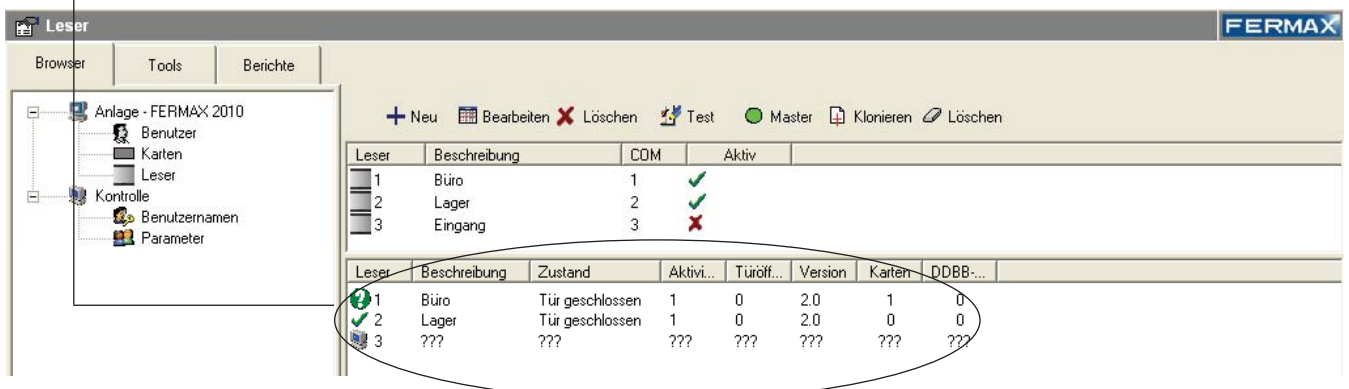 Leser FERMAX
Browser Tools Berichte
Anlage - FERMAX 2010
Benutzer
Karten
Leser
Kontrolle
Benutzernamen
Parameter
Neu Bearbeiten Löschen Test Master Klonieren Löschen
Leser Beschreibung COM Aktiv
1 Büro 1
2 Lager 2
3 Eingang 3
Leser Beschreibung Zustand Aktivi... Türöff... Version Karten DDBB-...
1 Büro Tür geschlossen 1 0 2.0 1 0
2 Lager Tür geschlossen 1 0 2.0 0 0
3 ??? ??? ??? ??? ??? ??? ???